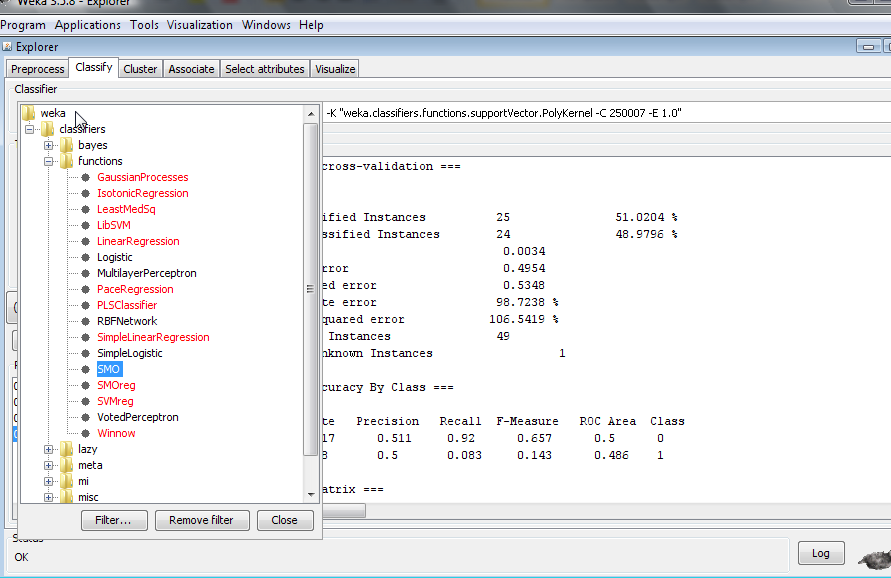 Weka 3.5.8 - Explorer
Program Applications Tools Visualization Windows Help
Explorer
Preprocess Classify Cluster Associate Select attributes Visualize
Classifier
-K "weka.classifiers.functions.supportVector.PolyKernel -C 250007 -E 1.0"
weka
classifiers
bayes
functions
GaussianProcesses
IsotonicRegression
LeastMedSq
LibSVM
LinearRegression
Logistic
MultilayerPerceptron
PaceRegression
PLSClassifier
RBFNetwork
SimpleLinearRegression
SimpleLogistic
SMO
SMOreg
SVMreg
VotedPerceptron
Winnow
lazy
meta
mi
misc
Filter... Remove filter Close
cross-validation ===
ified Instances 25 51.0204 %
ssified Instances 24 48.9796 %
0.0034
rror 0.4954
ed error 0.5348
te error 98.7238 %
quared error 106.5419 %
Instances 49
nknown Instances 1
curacy By Class ===
te Precision Recall F-Measure ROC Area Class
17 0.511 0.92 0.657 0.5 0
8 0.5 0.083 0.143 0.486 1
atrix ===
Status
OK
Log